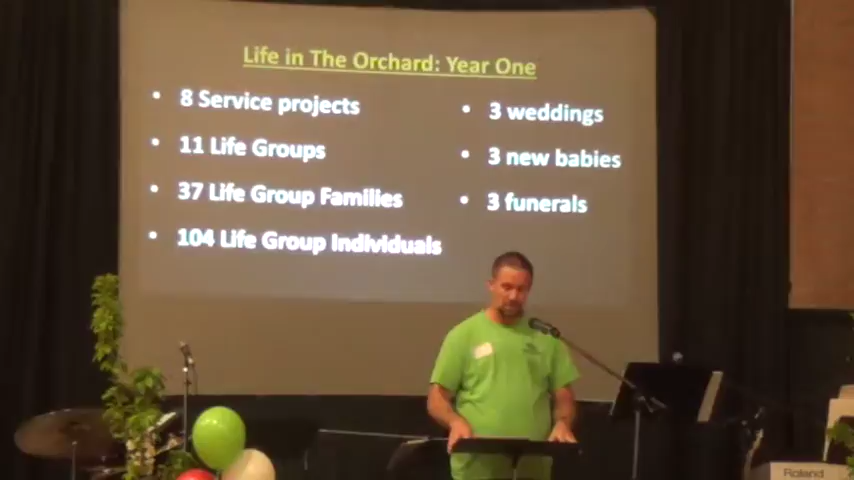 Life in The Orchard: Year One
• 8 Service projects
• 11 Life Groups
• 37 Life Group Families
• 104 Life Group Individuals
• 3 weddings
• 3 new babies
• 3 funerals
Roland